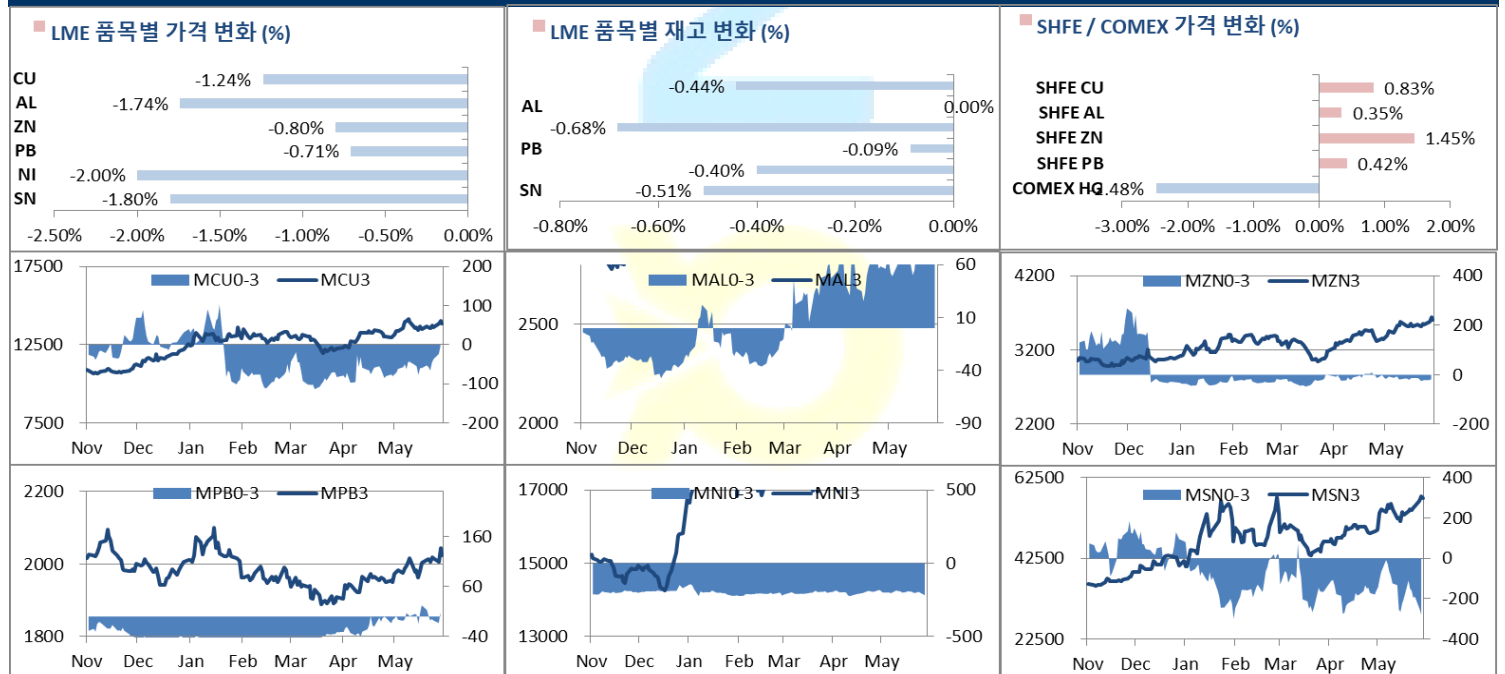 LME 품목별 가격 변화 (%)
CU
-1.24%
AL
-1.74%
ZN
-0.80%
PB
-0.71%
NI
-2.00%
SN
-1.80%
-2.50% -2.00% -1.50% -1.00% -0.50% 0.00%
LME 품목별 재고 변화 (%)
-0.44%
AL
0.00%
-0.68%
PB
-0.09%
-0.40%
SN
-0.51%
-0.80% -0.60% -0.40% -0.20% 0.00%
SHFE / COMEX 가격 변화 (%)
SHFE CU
0.83%
SHFE AL
0.35%
SHFE ZN
1.45%
SHFE PB
0.42%
COMEX HG
2.48%
-3.00% -2.00% -1.00% 0.00% 1.00% 2.00%
MCU0-3 MCU3
17500
12500
7500
200
100
0
-100
-200
Nov Dec Jan Feb Mar Apr May
MAL0-3 MAL3
2500
2000
60
10
-40
-90
Nov Dec Jan Feb Mar Apr May
MZN0-3 MZN3
4200
3200
2200
400
200
0
-200
Nov Dec Jan Feb Mar Apr May
MPB0-3 MPB3
2200
2000
1800
160
60
-40
Nov Dec Jan Feb Mar Apr May
MNI0-3 MNI3
17000
15000
13000
500
0
-500
Nov Dec Jan Feb Mar Apr May
MSN0-3 MSN3
62500
42500
22500
400
200
0
-200
-400
Nov Dec Jan Feb Mar Apr May